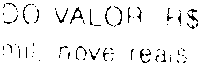 DO VALOR R$
mil, nove reais